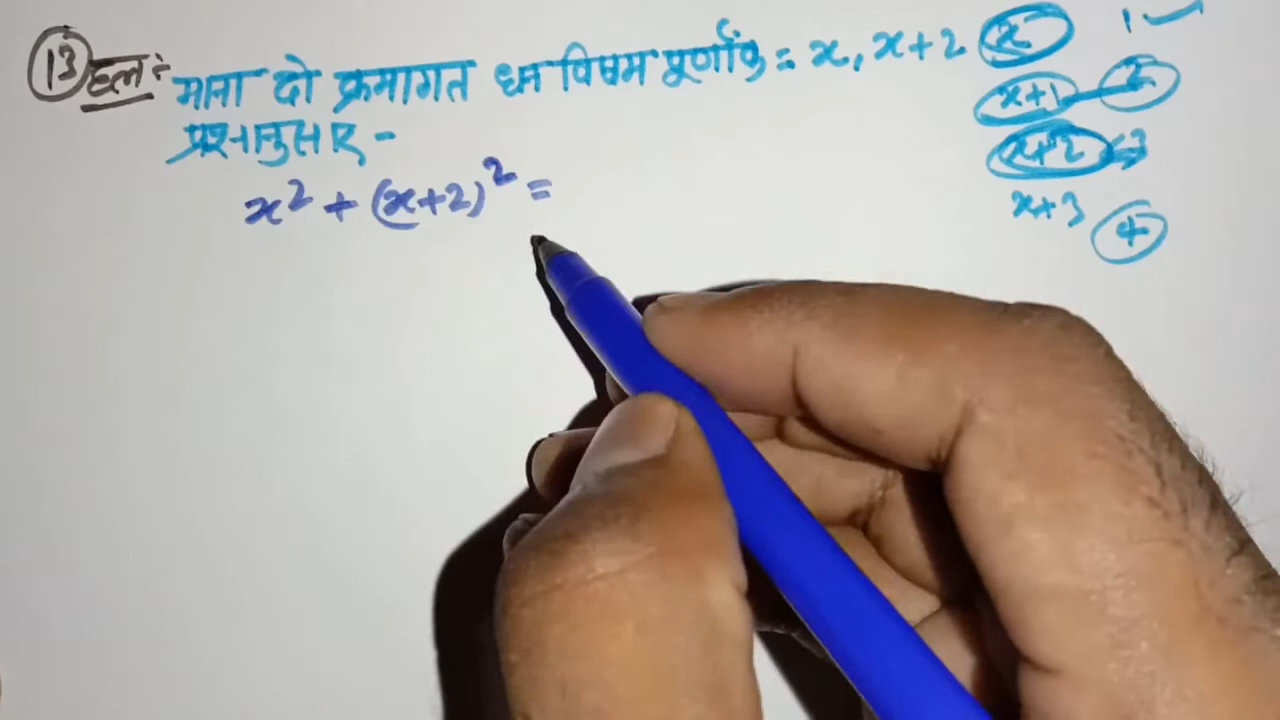 13 हल:- माना दो क्रमागत धन विषम पूर्णांक = x, x+2
प्रश्नानुसार -
x² + (x+2)² =
x 1
x+1 2
x+2 3
x+3 4